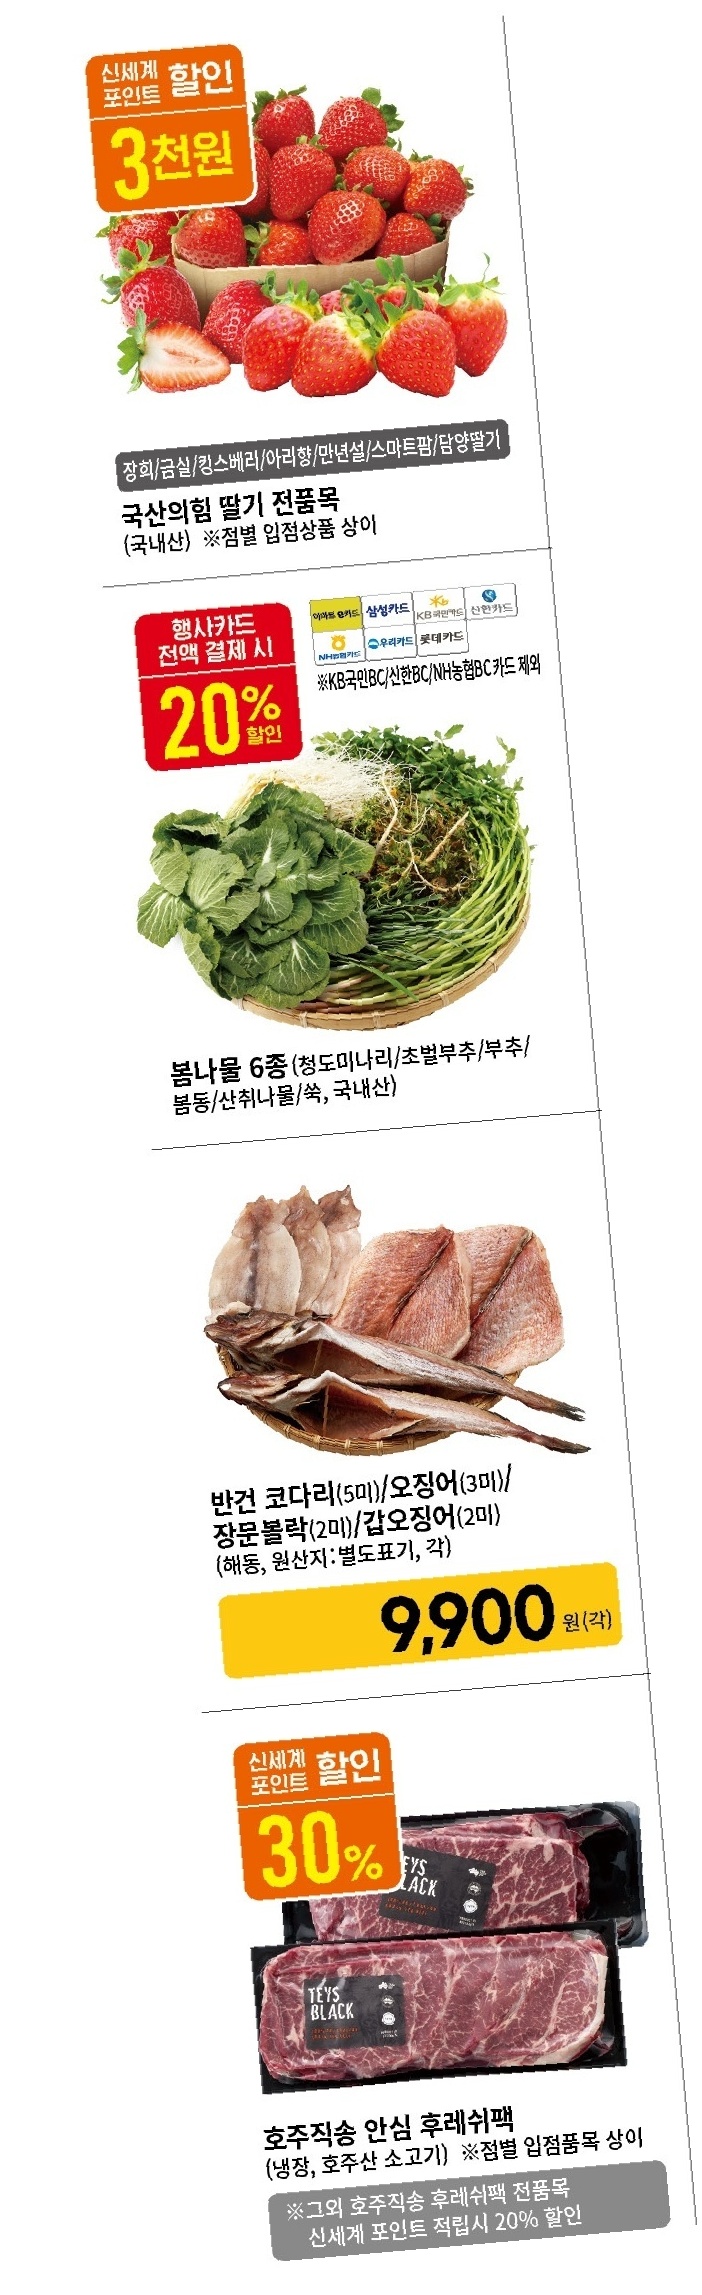 신세계
포인트 할인
3천원
장희/금실/킹스베리/아리향/만년설/스마트팜/담양딸기
국산의힘 딸기 전품목
(국내산) ※점별 입점상품 상이
행사카드
전액 결제 시
20%
할인
이마트 e카드 삼성카드 KB국민카드 신한카드
NH농협카드 우리카드 롯데카드
※KB국민BC/신한BC/NH농협BC카드 제외
봄나물 6종(청도미나리/초벌부추/부추/
봄동/산취나물/쑥, 국내산)
반건 코다리(5미)/오징어(3미)/
장문볼락(2미)/갑오징어(2미)
(해동, 원산지:별도표기, 각)
9,900 원(각)
신세계
포인트 할인
30%
EYS
LACK
TEYS
BLACK
호주직송 안심 후레쉬팩
(냉장, 호주산 소고기) ※점별 입점품목 상이
※그외 호주직송 후레쉬팩 전품목
신세계 포인트 적립시 20% 할인